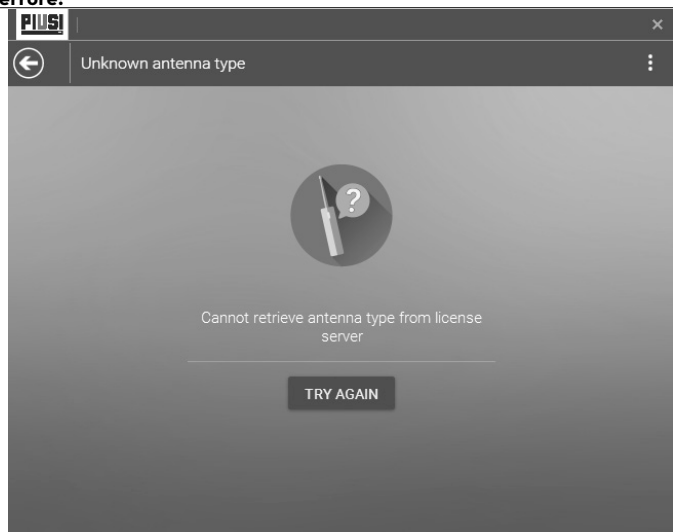 errore:
PIUSI
Unknown antenna type
?
Cannot retrieve antenna type from license
server
TRY AGAIN